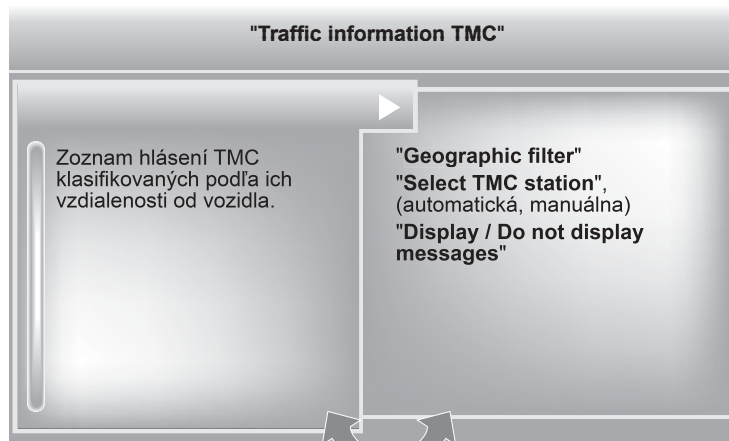 "Traffic information TMC"
Zoznam hlásení TMC
klasifikovaných podľa ich
vzdialenosti od vozidla.
"Geographic filter"
"Select TMC station",
(automatická, manuálna)
"Display / Do not display
messages"